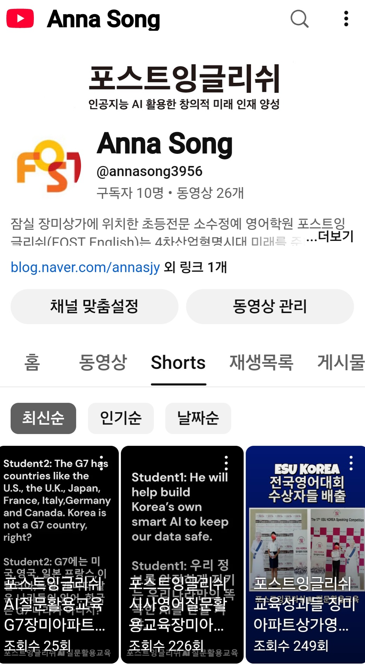 Anna Song
포스트잉글리쉬
인공지능 AI 활용한 창의적 미래 인재 양성
FOST
Anna Song
@annasong3956
구독자 10명 • 동영상 26개
잠실 장미상가에 위치한 초등전문 소수정예 영어학원 포스트잉
글리쉬(FOST English)는 4차산업혁명시대 미래를 주
...더보기
blog.naver.com/annasjy 외 링크 1개
채널 맞춤설정
동영상 관리
홈
동영상
Shorts
재생목록
게시물
최신순
인기순
날짜순
Student2: The G7 has
countries like the
U.S., the U.K., Japan,
France, Italy,Germany
and Canada. Korea is
not a G7 country,
right?
Student2: G7에는 미
포스트잉글리쉬
AI질문활용교육
G7장미아파트...
조회수 25회
Student1: He will
help build
Korea's own
smart AI to keep
our data safe.
Student1: 우리 정
포스트잉글리쉬
시사영어질문활
용교육장미아...
조회수 226회
ESU KOREA
전국영어대회
수상자들 배출
포스트잉글리쉬
교육성과들 장미
아파트상가영...
조회수 249회